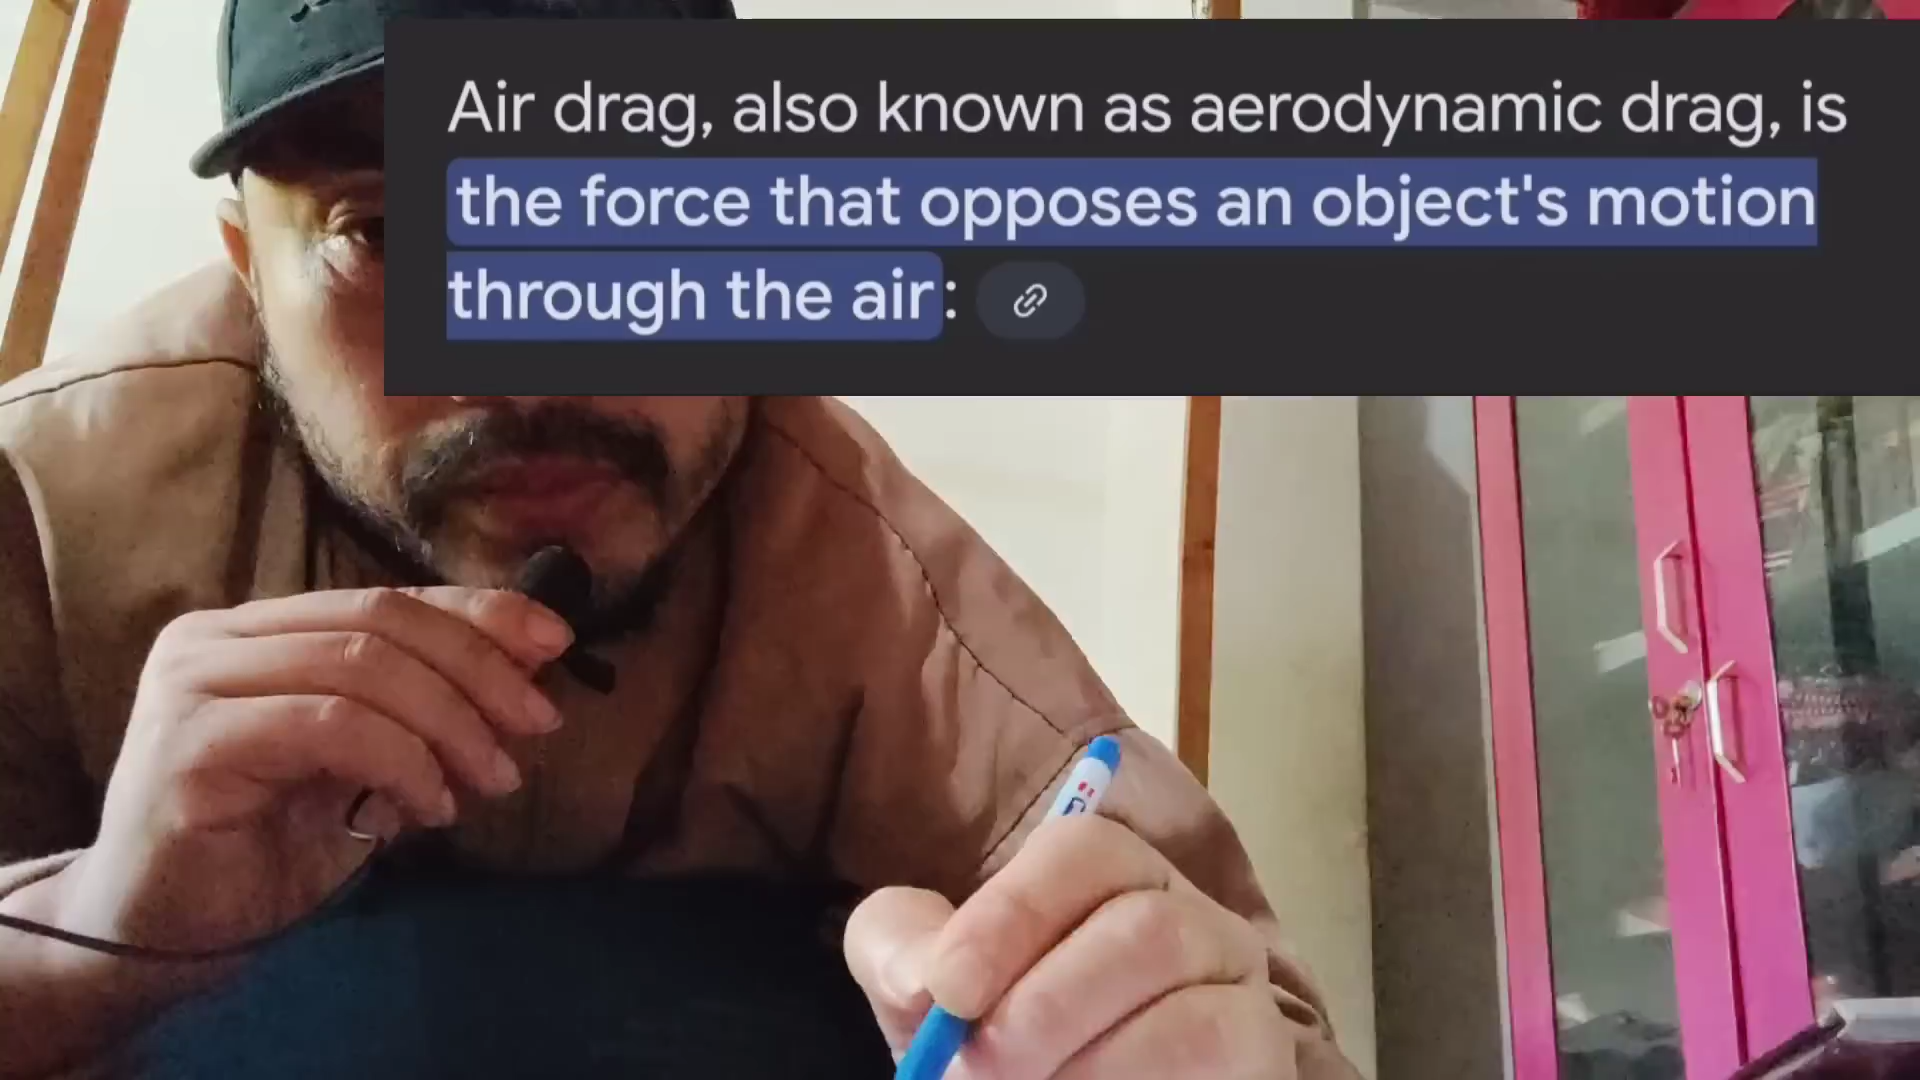 Air drag, also known as aerodynamic drag, is
the force that opposes an object's motion
through the air: